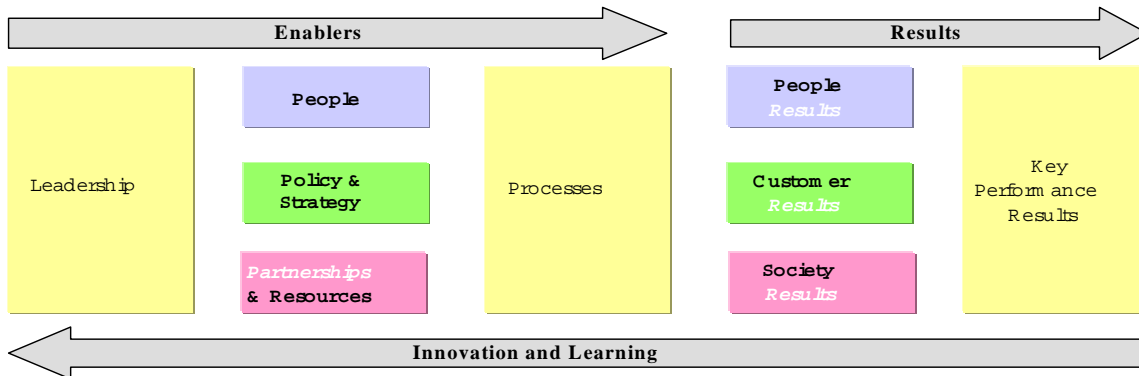 Enablers
Results
Leadership
People
Policy &
Strategy
Partnerships
& Resources
Processes
People
Results
Customer
Results
Society
Results
Key
Performance
Results
Innovation and Learning